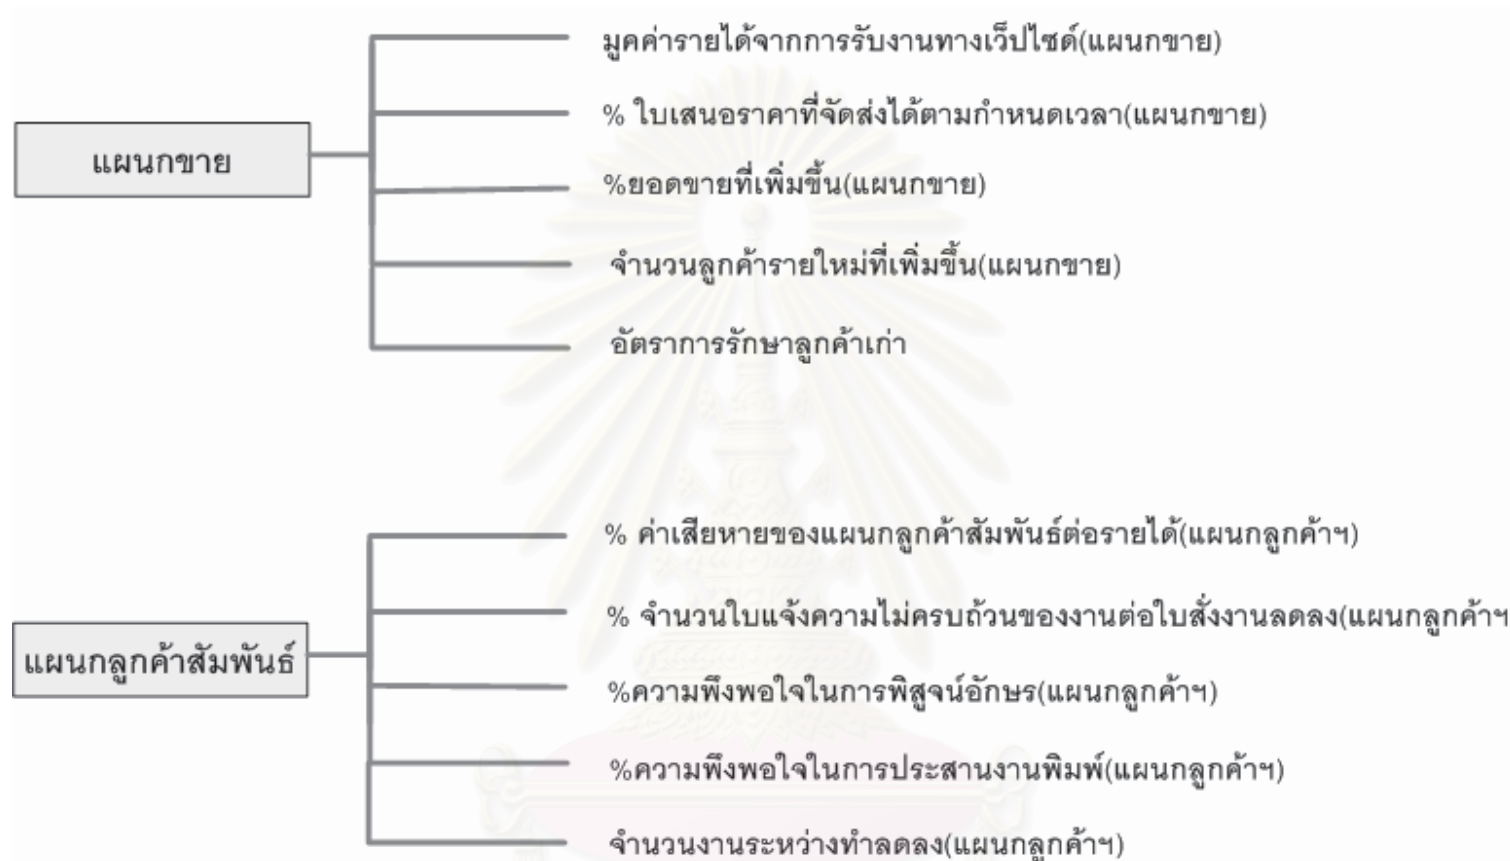 มูคค่ารายได้จากการรับงานทางเว็ปไซด์(แผนกขาย)
% ใบเสนอราคาที่จัดส่งได้ตามกำหนดเวลา(แผนกขาย)
แผนกขาย
%ยอดขายที่เพิ่มขึ้น(แผนกขาย)
จำนวนลูกค้ารายใหม่ที่เพิ่มขึ้น(แผนกขาย)
อัตราการรักษาลูกค้าเก่า
% ค่าเสียหายของแผนกลูกค้าสัมพันธ์ต่อรายได้(แผนกลูกค้าฯ)
% จำนวนใบแจ้งความไม่ครบถ้วนของงานต่อใบสั่งงานลดลง(แผนกลูกค้าฯ
แผนกลูกค้าสัมพันธ์
%ความพึงพอใจในการพิสูจน์อักษร(แผนกลูกค้าฯ)
%ความพึงพอใจในการประสานงานพิมพ์(แผนกลูกค้าฯ)
จำนวนงานระหว่างทำลดลง(แผนกลูกค้าฯ)